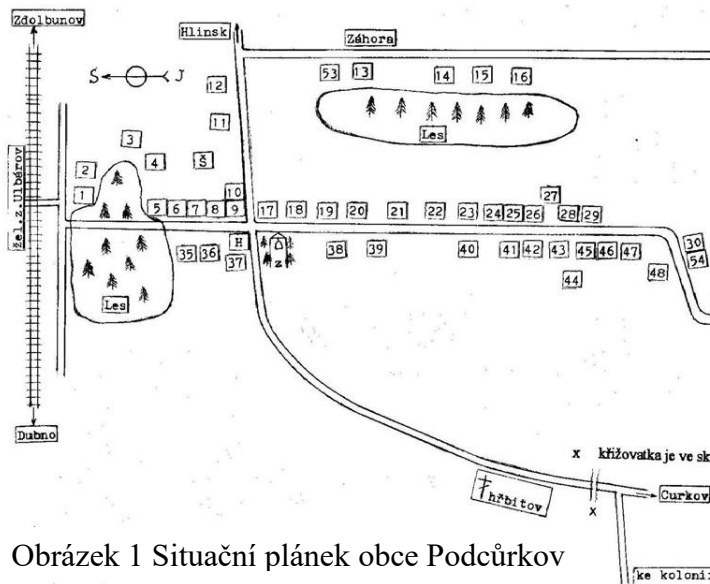 Zdolbunov
Hlinsk
Záhora
S J
53 13 14 15 16
12
11
Les
3
2 4 Š
1
27
10
5 6 7 8 9 17 18 19 20 21 22 23 24 25 26 28 29
žel.z.Ulbárov
H
35 36 37 Z 38 39 40 41 42 43 45 46 47
30
54
48
44
Les
Dubno
x křižovatka je ve sk
hřbitov
Curkov
x
ke kolonii
Obrázek 1 Situační plánek obce Podcůrkov